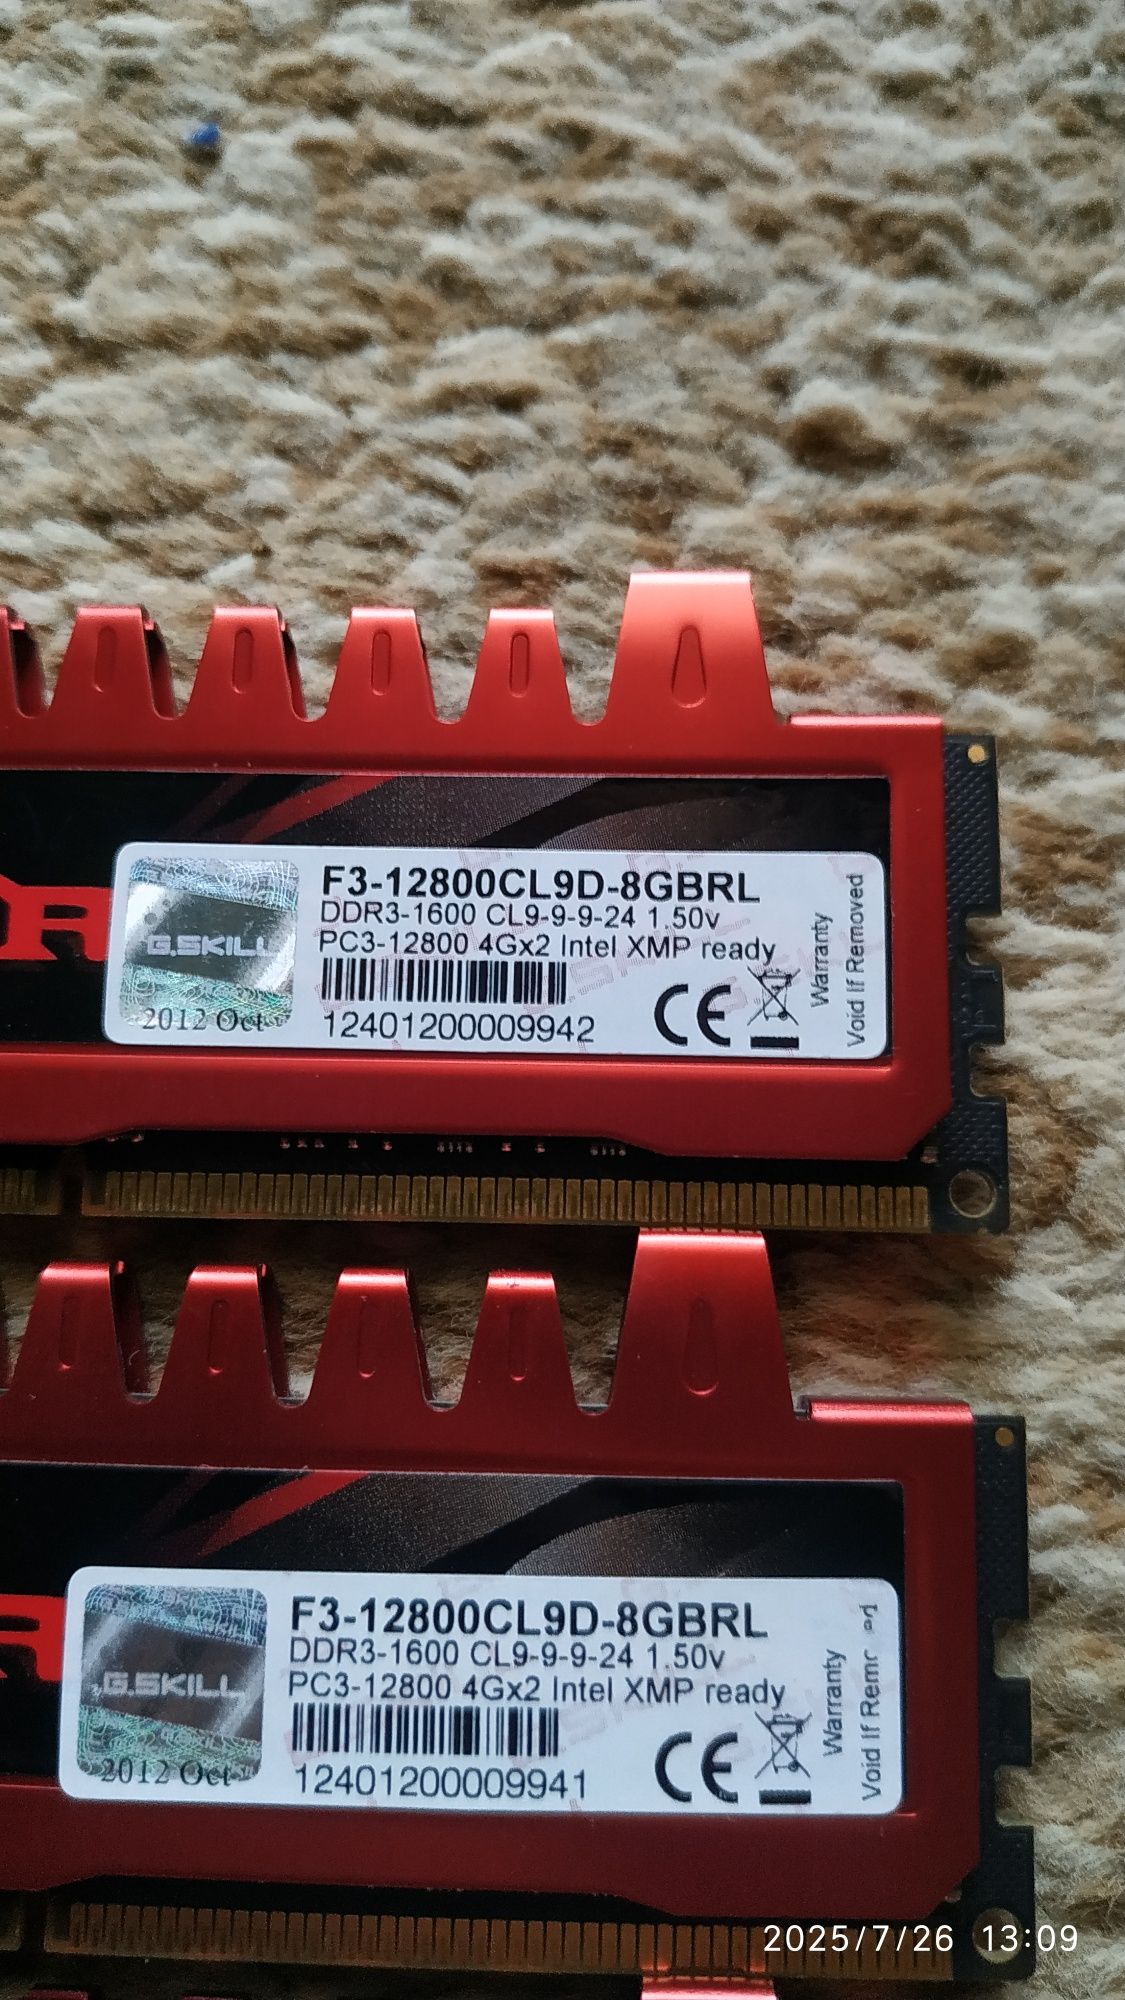 R
G.SKILL
2012 Oct
F3-12800CL9D-8GBRL
DDR3-1600 CL9-9-9-24 1.50v
PC3-12800 4Gx2 Intel XMP ready
12401200009942
CE
Warranty
Void If Removed
R
G.SKILL
2012 Oct
F3-12800CL9D-8GBRL
DDR3-1600 CL9-9-9-24 1.50v
PC3-12800 4Gx2 Intel XMP ready
12401200009941
CE
Warranty
Void If
2025/7/26 13:09